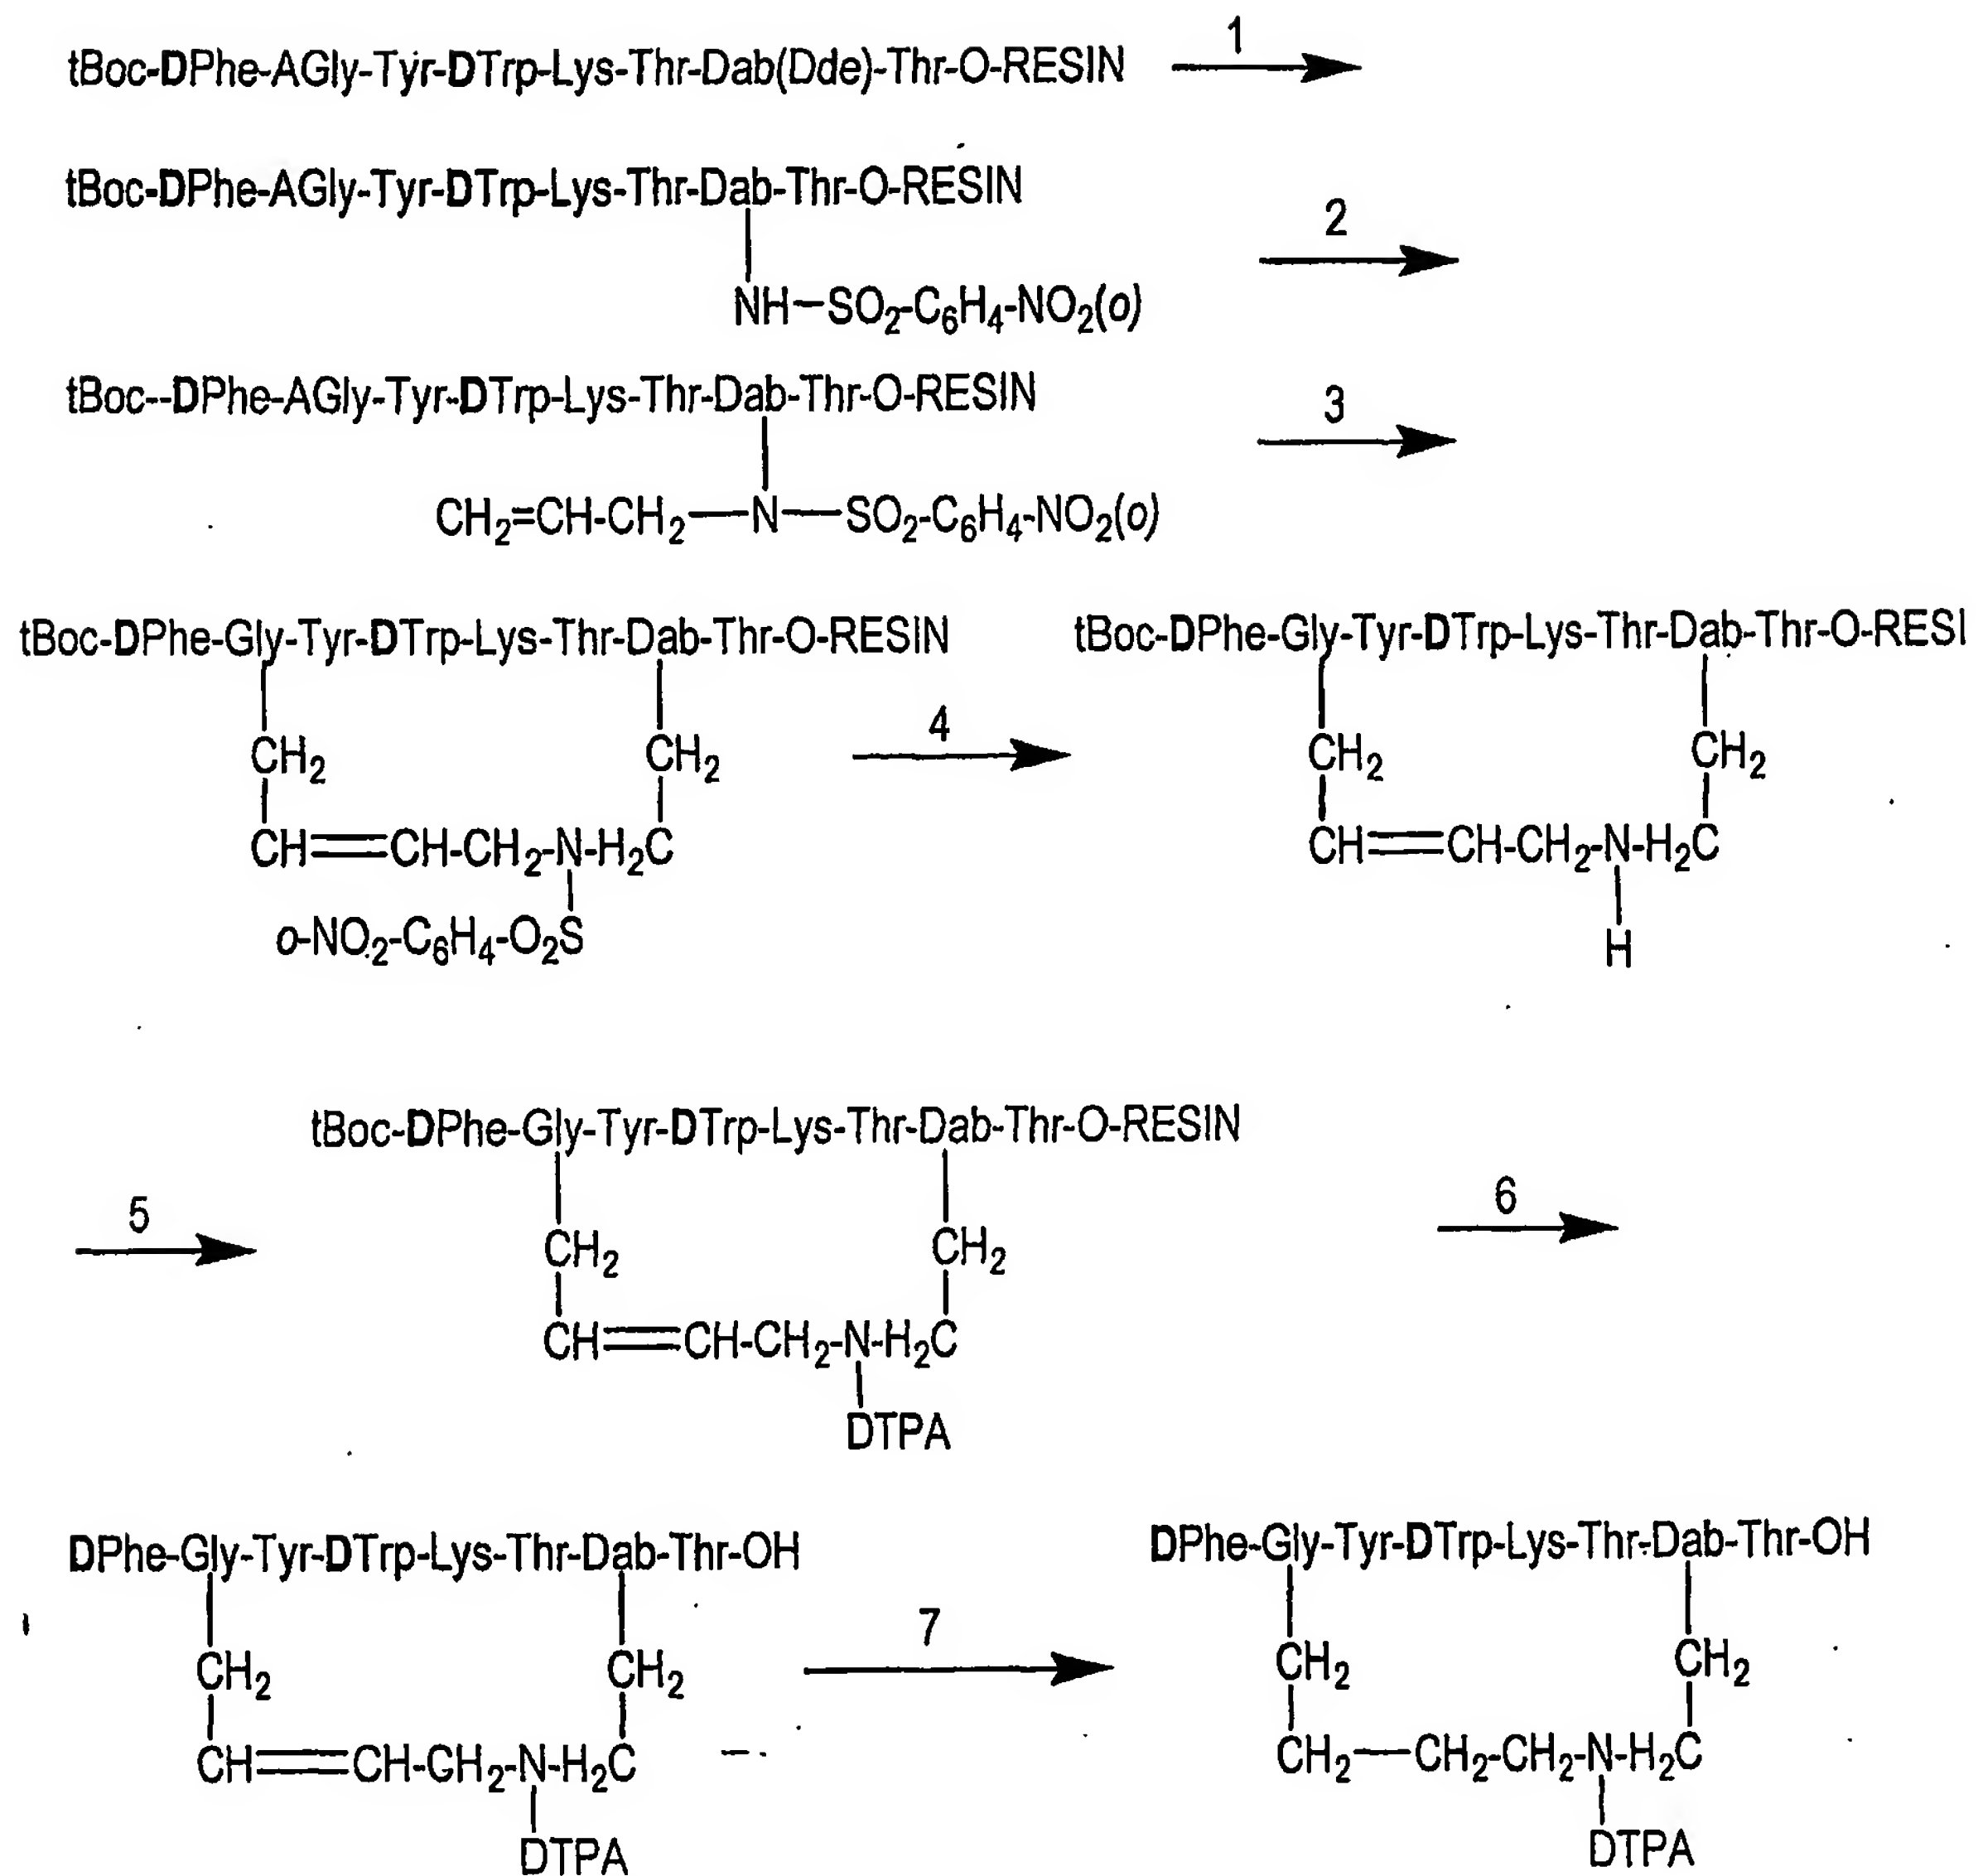 tBoc-DPhe-AGly-Tyr-DTrp-Lys-Thr-Dab(Dde)-Thr-O-RESIN 1
tBoc-DPhe-AGly-Tyr-DTrp-Lys-Thr-Dab-Thr-O-RESIN
2
NH-SO2-C6H4-NO2(o)
tBoc--DPhe-AGly-Tyr-DTrp-Lys-Thr-Dab-Thr-O-RESIN
3
CH2=CH-CH2-N-SO2-C6H4-NO2(o)
tBoc-DPhe-Gly-Tyr-DTrp-Lys-Thr-Dab-Thr-O-RESIN
CH2 CH2
CH=CH-CH2-N-H2C
o-NO2-C6H4-O2S
4
tBoc-DPhe-Gly-Tyr-DTrp-Lys-Thr-Dab-Thr-O-RESI
CH2 CH2
CH=CH-CH2-N-H2C
H
5
tBoc-DPhe-Gly-Tyr-DTrp-Lys-Thr-Dab-Thr-O-RESIN
CH2 CH2
CH=CH-CH2-N-H2C
DTPA
6
DPhe-Gly-Tyr-DTrp-Lys-Thr-Dab-Thr-OH
CH2 CH2
CH=CH-GH2-N-H2C
DTPA
7
DPhe-Gly-Tyr-DTrp-Lys-Thr-Dab-Thr-OH
CH2 CH2
CH2-CH2-CH2-N-H2C
DTPA